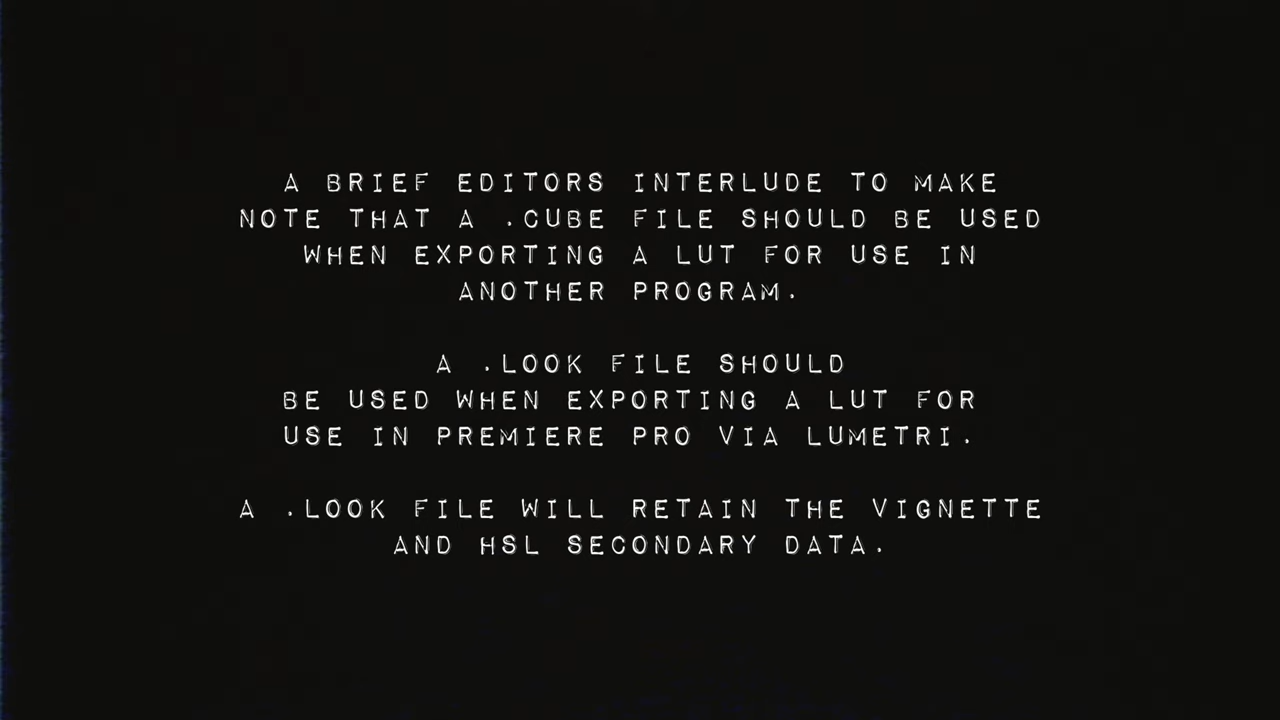 A BRIEF EDITORS INTERLUDE TO MAKE
NOTE THAT A .CUBE FILE SHOULD BE USED
WHEN EXPORTING A LUT FOR USE IN
ANOTHER PROGRAM.
A .LOOK FILE SHOULD
BE USED WHEN EXPORTING A LUT FOR
USE IN PREMIERE PRO VIA LUMETRI.
A .LOOK FILE WILL RETAIN THE VIGNETTE
AND HSL SECONDARY DATA.